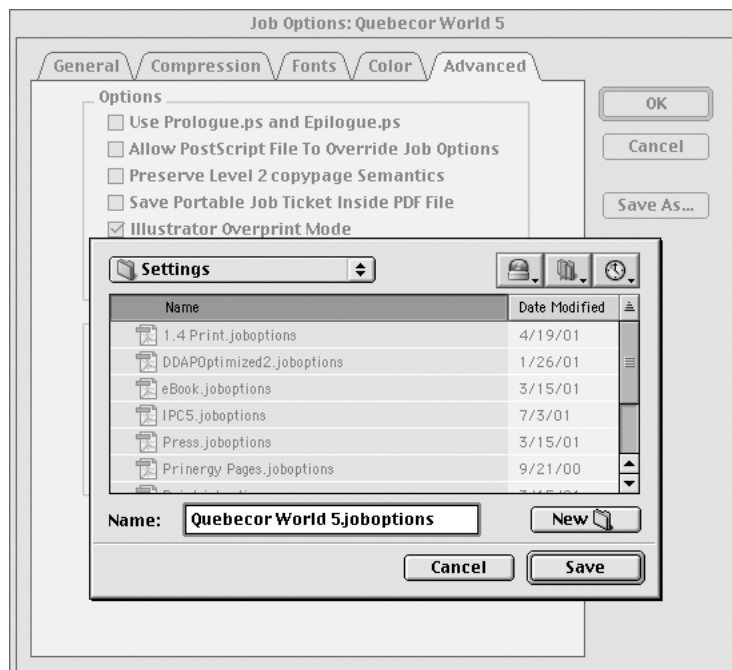 Job Options: Quebecor World 5
General Compression Fonts Color Advanced
Options
Use Prologue.ps and Epilogue.ps
Allow PostScript File To Override Job Options
Preserve Level 2 copypage Semantics
Save Portable Job Ticket Inside PDF File
Illustrator Overprint Mode
OK
Cancel
Save As...
Settings
Name Date Modified
1.4 Print.joboptions 4/19/01
DDAPOptimized2.joboptions 1/26/01
eBook.joboptions 3/15/01
IPC5.joboptions 7/3/01
Press.joboptions 3/15/01
Prinergy Pages.joboptions 9/21/00
Name: Quebecor World 5.joboptions
New
Cancel Save